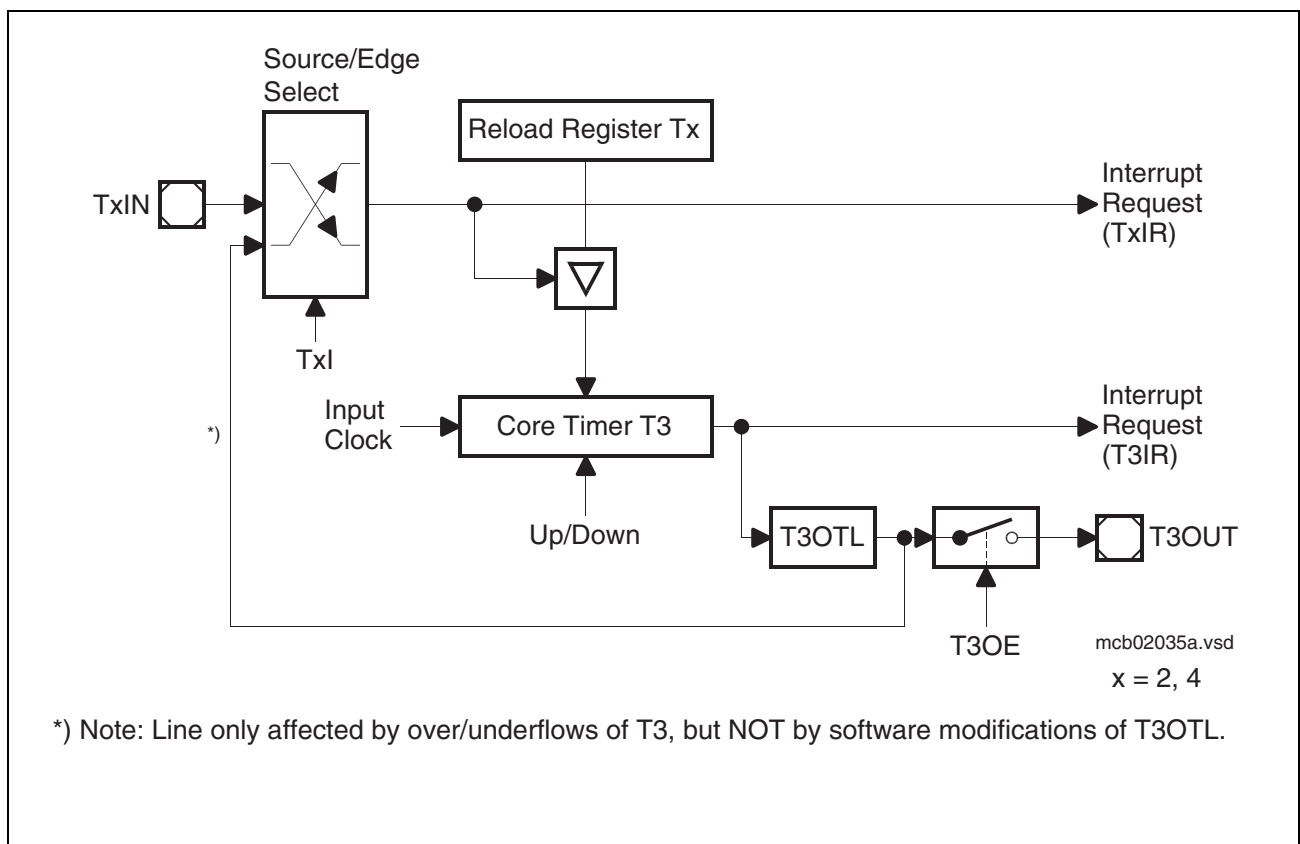 Source/Edge
Select
Reload Register Tx
TxIN
Interrupt
Request
(TxIR)
TxI
Input
Clock
Core Timer T3
Interrupt
Request
(T3IR)
*)
Up/Down
T3OTL
T3OUT
T3OE
mcb02035a.vsd
x = 2, 4
*) Note: Line only affected by over/underflows of T3, but NOT by software modifications of T3OTL.